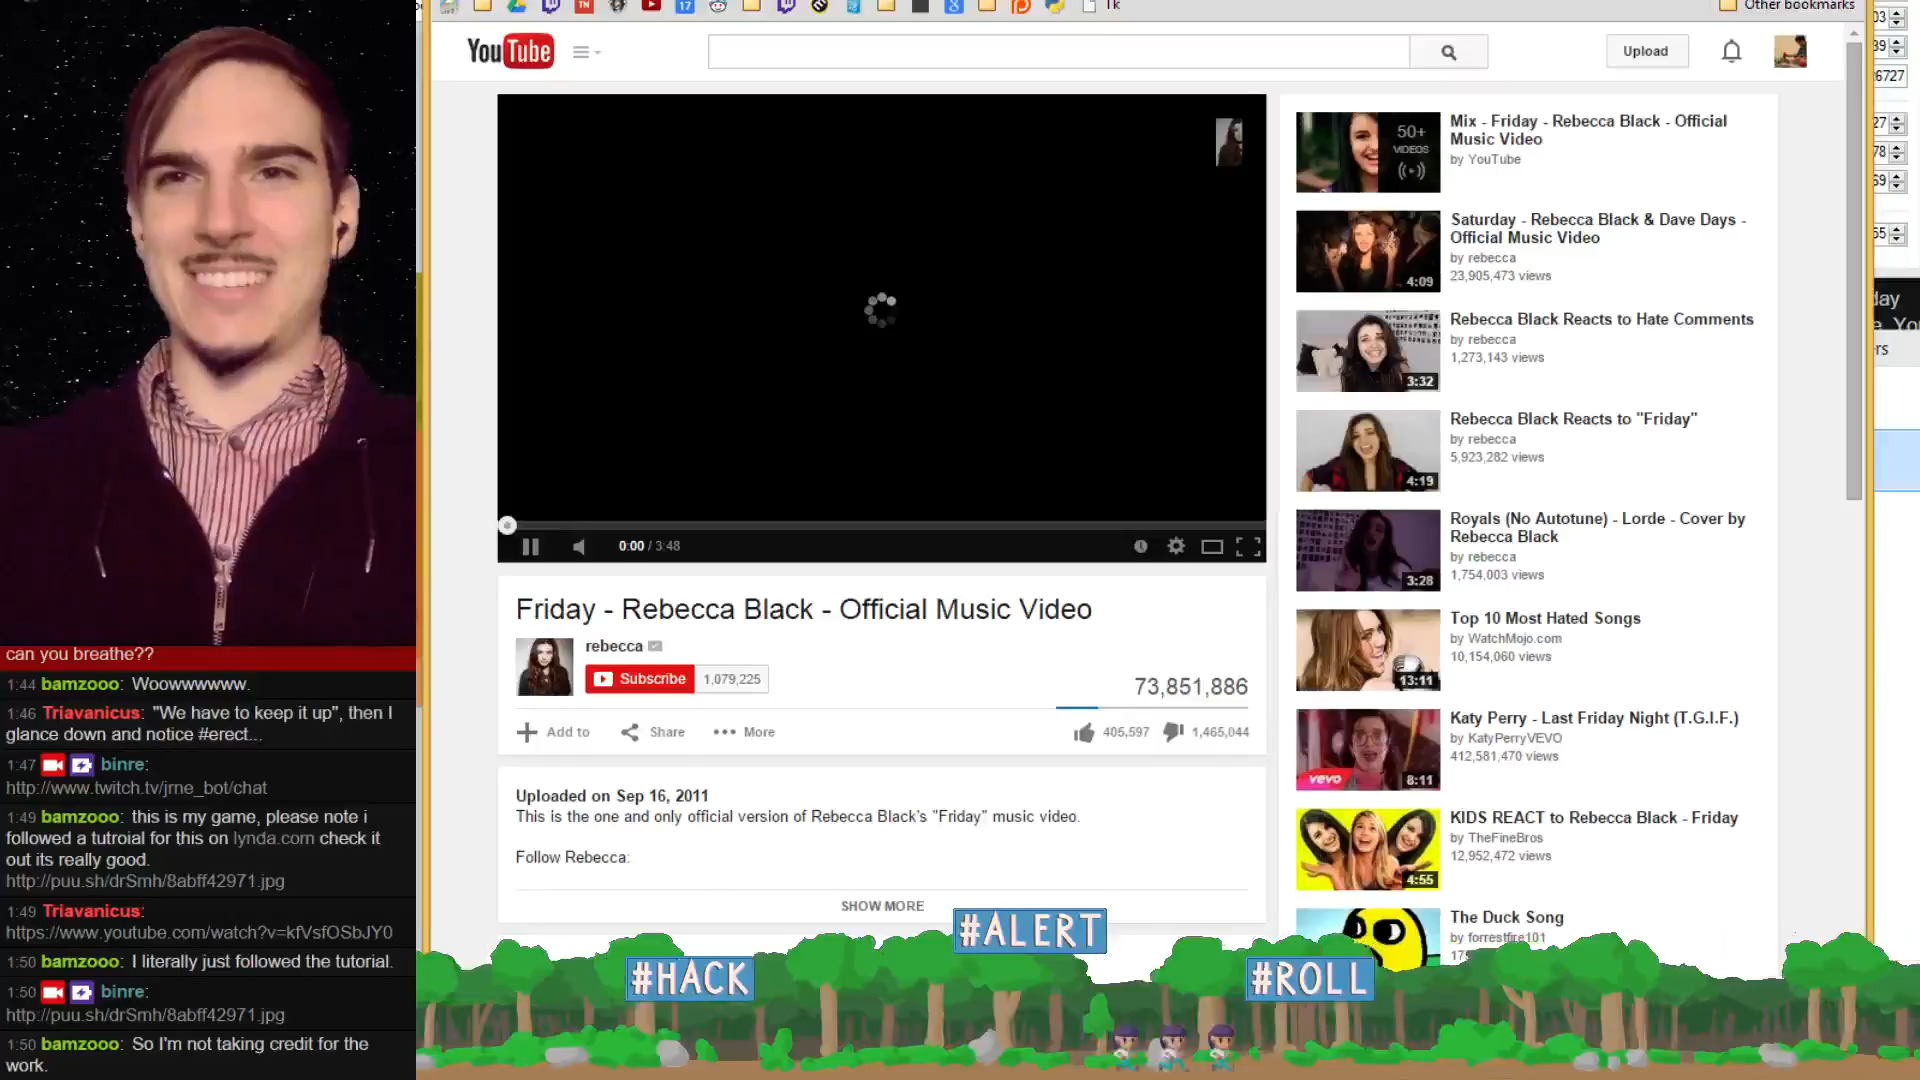 Tk
Other bookmarks
YouTube
Upload
Mix - Friday - Rebecca Black - Official
Music Video
by YouTube
50+
VIDEOS
Saturday - Rebecca Black & Dave Days -
Official Music Video
by rebecca
23,905,473 views
4:09
Rebecca Black Reacts to Hate Comments
by rebecca
1,273,143 views
3:32
Rebecca Black Reacts to "Friday"
by rebecca
5,923,282 views
4:19
Royals (No Autotune) - Lorde - Cover by
Rebecca Black
by rebecca
1,754,003 views
3:28
Top 10 Most Hated Songs
by WatchMojo.com
10,154,060 views
13:11
Katy Perry - Last Friday Night (T.G.I.F.)
by KatyPerryVEVO
412,581,470 views
vevo
8:11
KIDS REACT to Rebecca Black - Friday
by TheFineBros
12,952,472 views
4:55
The Duck Song
by forrestfire101
0:00 / 3:48
Friday - Rebecca Black - Official Music Video
rebecca
Subscribe 1,079,225
73,851,886
Add to Share More 405,597 1,465,044
Uploaded on Sep 16, 2011
This is the one and only official version of Rebecca Black's "Friday" music video.
Follow Rebecca:
SHOW MORE
#ALERT
#HACK
#ROLL
can you breathe??
1:44 bamzooo: Woowwwwww.
1:46 Triavanicus: "We have to keep it up", then I
glance down and notice #erect...
1:47 binre:
http://www.twitch.tv/jrne_bot/chat
1:49 bamzooo: this is my game, please note i
followed a tutroial for this on lynda.com check it
out its really good.
http://puu.sh/drSmh/8abff42971.jpg
1:49 Triavanicus:
https://www.youtube.com/watch?v=kfVsfOSbJY0
1:50 bamzooo: I literally just followed the tutorial.
1:50 binre:
http://puu.sh/drSmh/8abff42971.jpg
1:50 bamzooo: So I'm not taking credit for the
work.